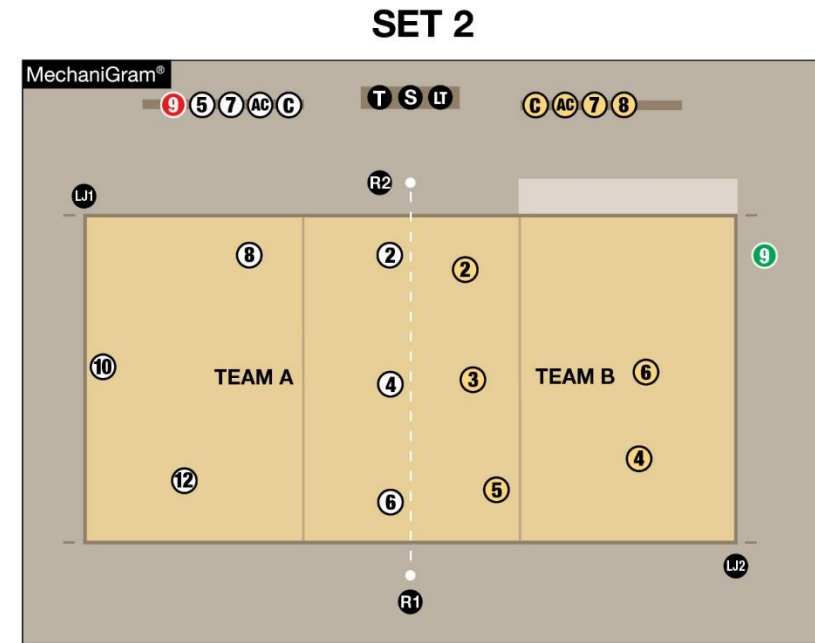 SET 2
MechaniGram®
9 5 7 AC C T S LT C AC 7 8
R2
LJ1
8 2 2 9
10 TEAM A 4 3 TEAM B 6
12 6 5 4
LJ2
R1